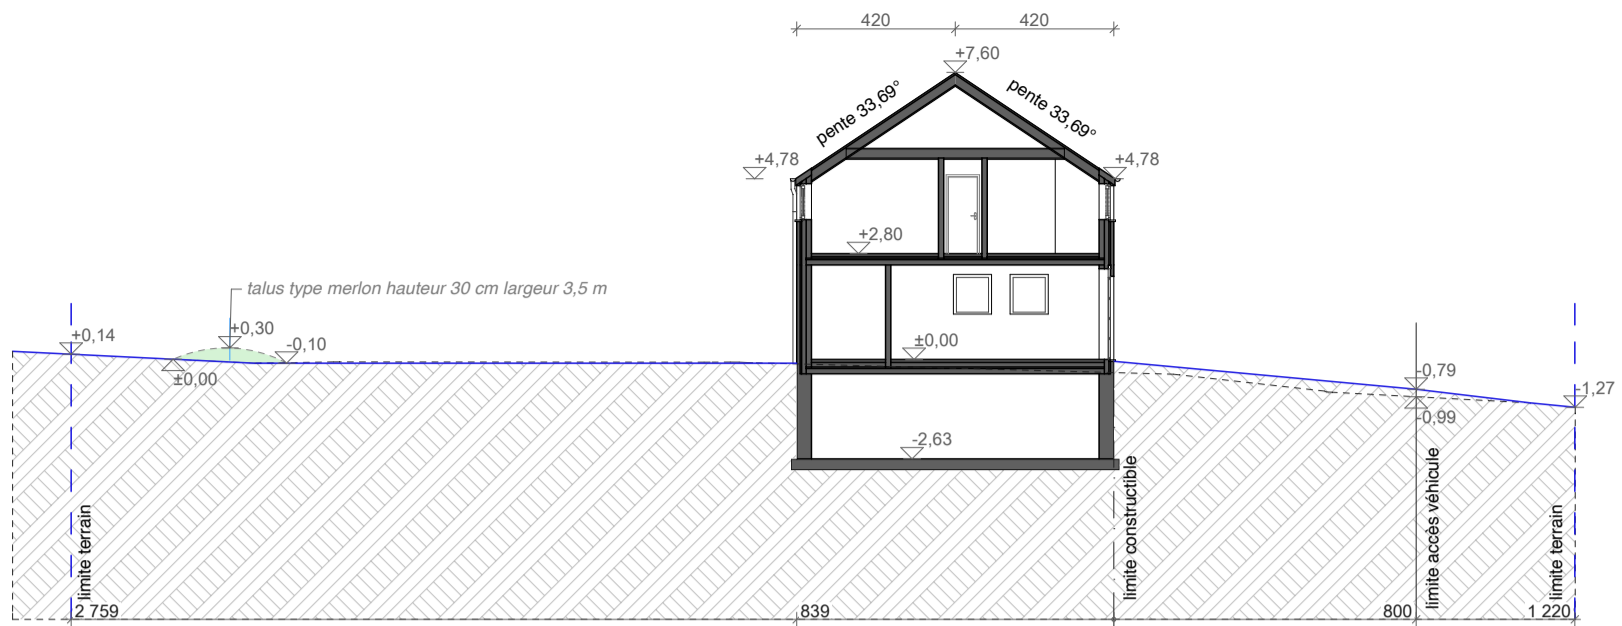 420
420
+7,60
pente 33,69°
pente 33,69°
+4,78
+4,78
+2,80
talus type merlon hauteur 30 cm largeur 3,5 m
+0,14
+0,30
-0,10
±0,00
±0,00
-0,79
-0,99
-1,27
-2,63
limite terrain
limite constructible
limite accès véhicule
limite terrain
2 759
839
800
1 220